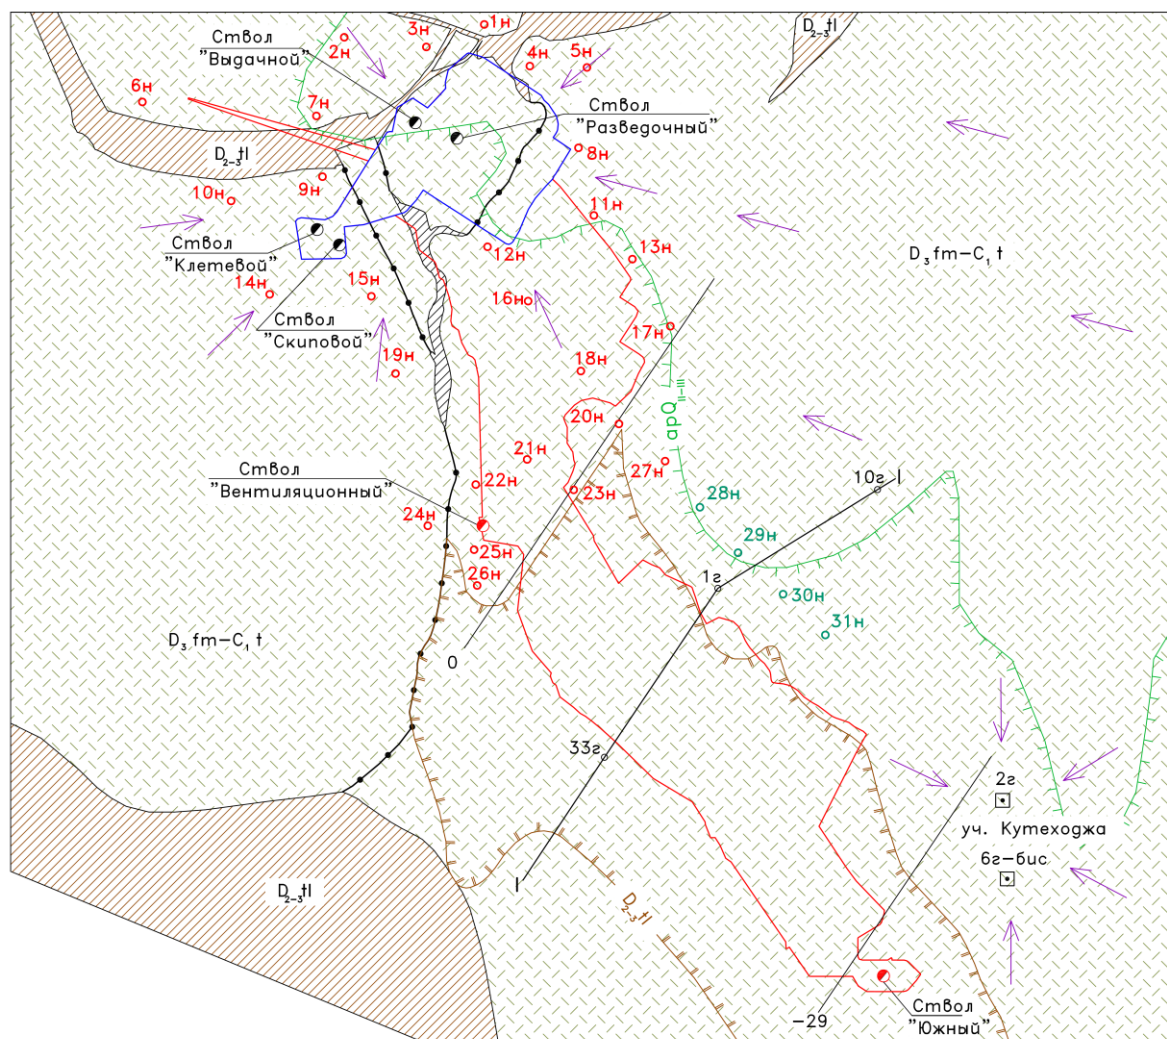 1н
D₂₋₃tl
Ствол
"Выдачной"
2н
3н
4н
5н
6н
7н
Ствол
"Разведочный"
8н
D₂₋₃tl
9н
10н
11н
Ствол
"Клетевой"
12н
13н
D₃fm-C₁t
14н
15н
16н
Ствол
"Скиповой"
17н
18н
19н
20н
apQ II-III
21н
22н
23н
Ствол
"Вентиляционный"
27н
10г
I
24н
28н
25н
29н
26н
1г
30н
31н
D₃fm-C₁t
0
33г
2г
уч. Кутеходжа
6г-бис
I
D₂₋₃tl
D₂₋₃tl
-29
Ствол
"Южный"